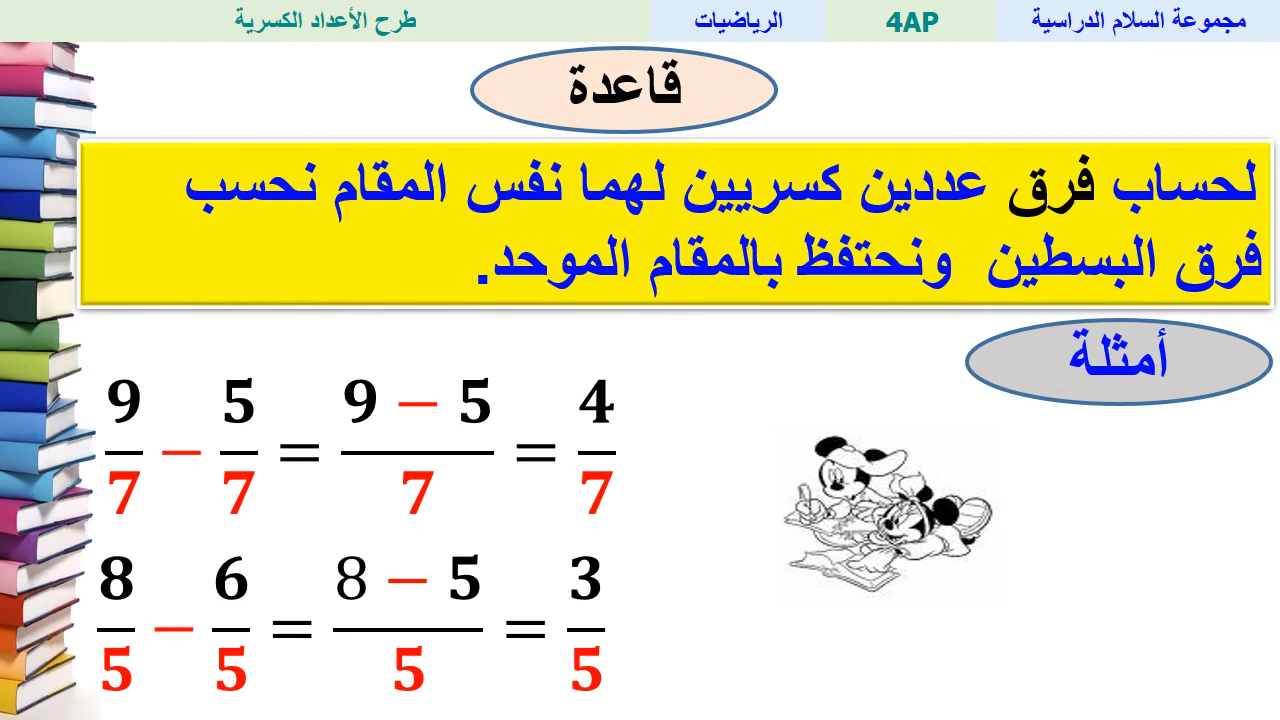 مجموعة السلام الدراسية 4AP الرياضيات طرح الأعداد الكسرية
قاعدة
لحساب فرق عددين كسريين لهما نفس المقام نحسب
فرق البسطين ونحتفظ بالمقام الموحد.
أمثلة
9/7 − 5/7 = (9 − 5)/7 = 4/7
8/5 − 6/5 = (8 − 5)/5 = 3/5